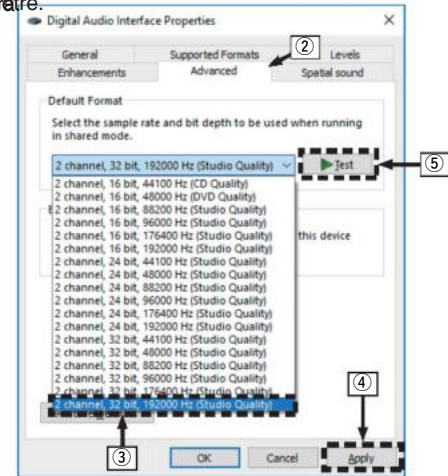 Digital Audio Interface Properties
②
General Supported Formats Levels
Enhancements Advanced Spatial sound
Default Format
Select the sample rate and bit depth to be used when running
in shared mode.
2 channel, 32 bit, 192000 Hz (Studio Quality) Test ⑤
2 channel, 16 bit, 44100 Hz (CD Quality)
2 channel, 16 bit, 48000 Hz (DVD Quality)
2 channel, 16 bit, 88200 Hz (Studio Quality)
2 channel, 16 bit, 96000 Hz (Studio Quality)
2 channel, 16 bit, 176400 Hz (Studio Quality) this device
2 channel, 16 bit, 192000 Hz (Studio Quality)
2 channel, 24 bit, 44100 Hz (Studio Quality)
2 channel, 24 bit, 48000 Hz (Studio Quality)
2 channel, 24 bit, 88200 Hz (Studio Quality)
2 channel, 24 bit, 96000 Hz (Studio Quality)
2 channel, 24 bit, 176400 Hz (Studio Quality)
2 channel, 24 bit, 192000 Hz (Studio Quality)
2 channel, 32 bit, 44100 Hz (Studio Quality)
2 channel, 32 bit, 48000 Hz (Studio Quality)
2 channel, 32 bit, 88200 Hz (Studio Quality)
2 channel, 32 bit, 96000 Hz (Studio Quality)
2 channel, 32 bit, 176400 Hz (Studio Quality)
2 channel, 32 bit, 192000 Hz (Studio Quality)
④
③
OK Cancel Apply